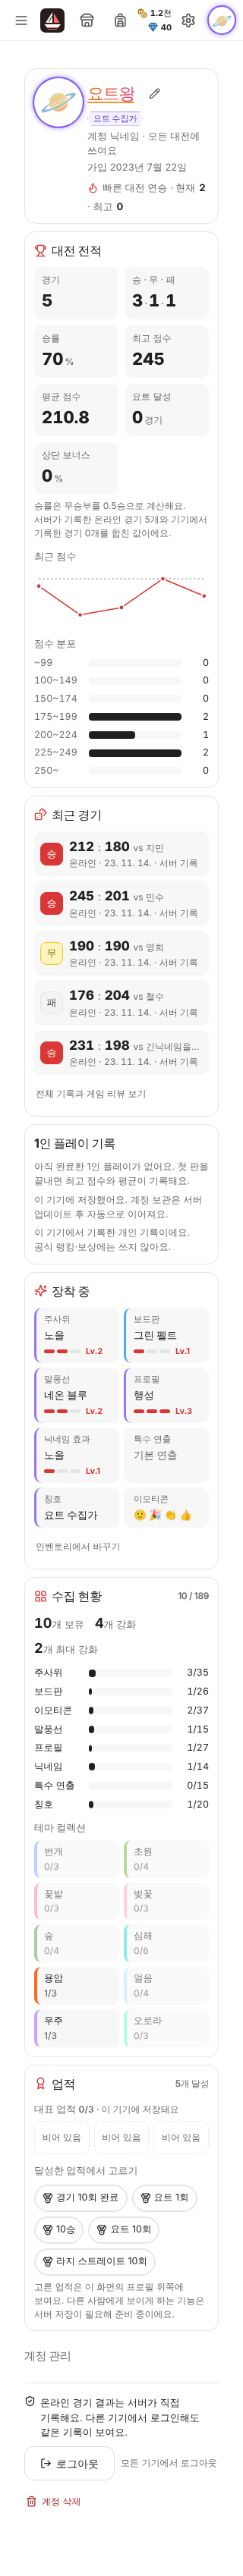 1.2천
40
요트왕
요트 수집가
계정 닉네임 · 모든 대전에
쓰여요
가입 2023년 7월 22일
빠른 대전 연승 · 현재 2
· 최고 0
대전 전적
경기
5
승 · 무 · 패
3·1·1
승률
70%
최고 점수
245
평균 점수
210.8
요트 달성
0경기
상단 보너스
0%
승률은 무승부를 0.5승으로 계산해요.
서버가 기록한 온라인 경기 5개와 기기에서
기록한 경기 0개를 합친 값이에요.
최근 점수
점수 분포
~99 0
100~149 0
150~174 0
175~199 2
200~224 1
225~249 2
250~ 0
최근 경기
승 212 : 180 vs 지민
온라인 · 23. 11. 14. · 서버 기록
승 245 : 201 vs 민수
온라인 · 23. 11. 14. · 서버 기록
무 190 : 190 vs 영희
온라인 · 23. 11. 14. · 서버 기록
패 176 : 204 vs 철수
온라인 · 23. 11. 14. · 서버 기록
승 231 : 198 vs 긴닉네임을…
온라인 · 23. 11. 14. · 서버 기록
전체 기록과 게임 리뷰 보기
1인 플레이 기록
아직 완료한 1인 플레이가 없어요. 첫 판을
끝내면 최고 점수와 평균이 기록돼요.
이 기기에 저장했어요. 계정 보관은 서버
업데이트 후 자동으로 이어져요.
이 기기에서 기록한 개인 기록이에요.
공식 랭킹·보상에는 쓰지 않아요.
장착 중
주사위
노을
Lv.2
보드판
그린 펠트
Lv.1
말풍선
네온 블루
Lv.2
프로필
행성
Lv.3
닉네임 효과
노을
Lv.1
특수 연출
기본 연출
칭호
요트 수집가
이모티콘
🙂 🎉 👏 👍
인벤토리에서 바꾸기
수집 현황 10 / 189
10개 보유 4개 강화
2개 최대 강화
주사위 3/35
보드판 1/26
이모티콘 2/37
말풍선 1/15
프로필 1/27
닉네임 1/14
특수 연출 0/15
칭호 1/20
테마 컬렉션
번개
0/3
초원
0/4
꽃밭
0/3
벚꽃
0/3
숲
0/4
심해
0/6
용암
1/3
얼음
0/4
우주
1/3
오로라
0/3
업적 5개 달성
대표 업적 0/3 · 이 기기에 저장돼요
비어 있음 비어 있음 비어 있음
달성한 업적에서 고르기
경기 10회 완료 요트 1회
10승 요트 10회
라지 스트레이트 10회
고른 업적은 이 화면의 프로필 위쪽에
보여요. 다른 사람에게 보이게 하는 기능은
서버 저장이 필요해 준비 중이에요.
계정 관리
온라인 경기 결과는 서버가 직접
기록해요. 다른 기기에서 로그인해도
같은 기록이 보여요.
로그아웃 모든 기기에서 로그아웃
계정 삭제